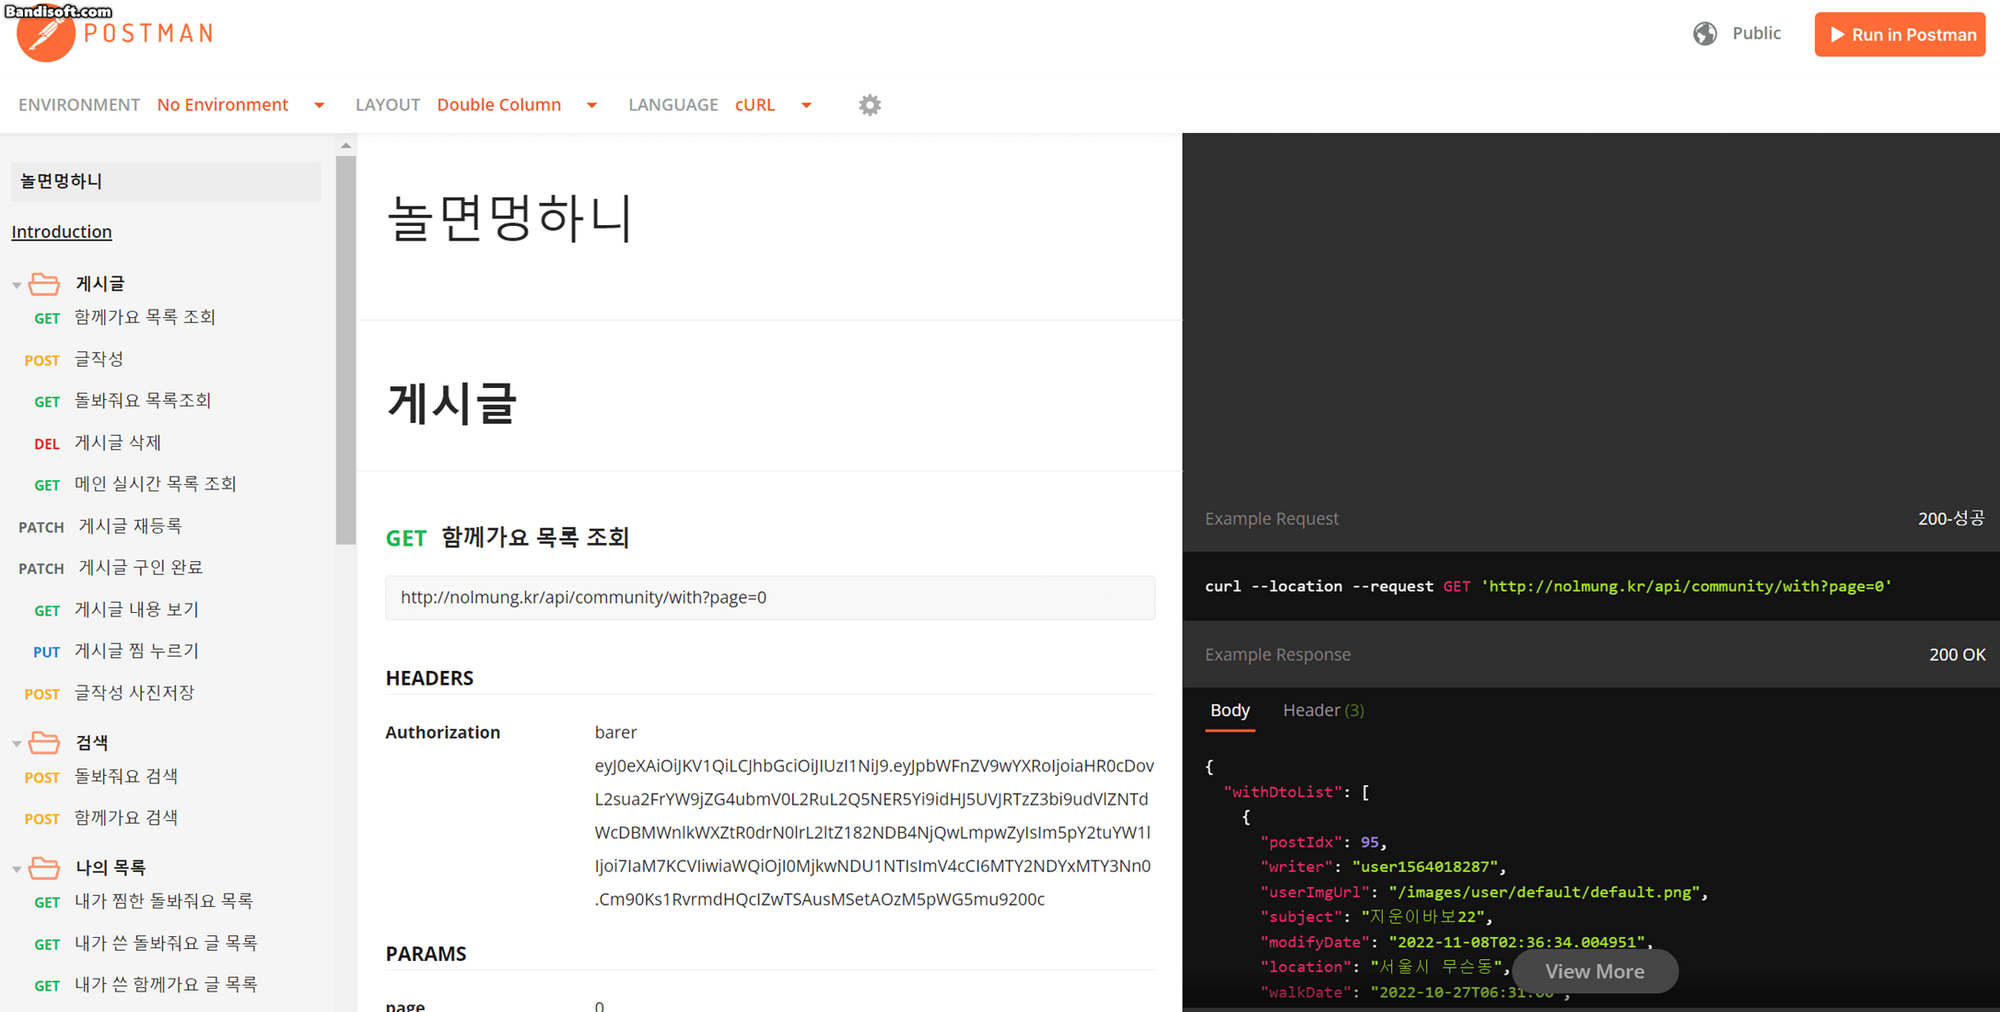 Bandisoft.com
POSTMAN
Public
Run in Postman
ENVIRONMENT No Environment LAYOUT Double Column LANGUAGE cURL
놀면멍하니
Introduction
게시글
GET 함께가요 목록 조회
POST 글작성
GET 돌봐줘요 목록조회
DEL 게시글 삭제
GET 메인 실시간 목록 조회
PATCH 게시글 재등록
PATCH 게시글 구인 완료
GET 게시글 내용 보기
PUT 게시글 찜 누르기
POST 글작성 사진저장
검색
POST 돌봐줘요 검색
POST 함께가요 검색
나의 목록
GET 내가 찜한 돌봐줘요 목록
GET 내가 쓴 돌봐줘요 글 목록
GET 내가 쓴 함께가요 글 목록
놀면멍하니
게시글
GET 함께가요 목록 조회
http://nolmung.kr/api/community/with?page=0
HEADERS
Authorization barer
eyJ0eXAiOiJKV1QiLCJhbGciOiJIUzI1NiJ9.eyJpbWFnZV9wYXRoIjoiaHR0cDov
L2sua2FrYW9jZG4ubmV0L2RuL2Q5NER5Yi9idHJ5UVJRTzZ3bi9udVlZNTd
WcDBMWnlkWXZtR0drN0lrL2ltZ182NDB4NjQwLmpwZyIsIm5pY2tuYW1l
Ijoi7IaM7KCVIiwiaWQiOjI0MjkwNDU1NTIsImV4cCI6MTY2NDYxMTY3Nn0
.Cm90Ks1RvrmdHQcIZwTSAusMSetAOzM5pWG5mu9200c
PARAMS
page 0
Example Request 200-성공
curl --location --request GET 'http://nolmung.kr/api/community/with?page=0'
Example Response 200 OK
Body Header (3)
{
"withDtoList": [
{
"postIdx": 95,
"writer": "user1564018287",
"userImgUrl": "/images/user/default/default.png",
"subject": "지운이바보22",
"modifyDate": "2022-11-08T02:36:34.004951",
"location": "서울시 무슨동",
"walkDate": "2022-10-27T06:31:00",
View More